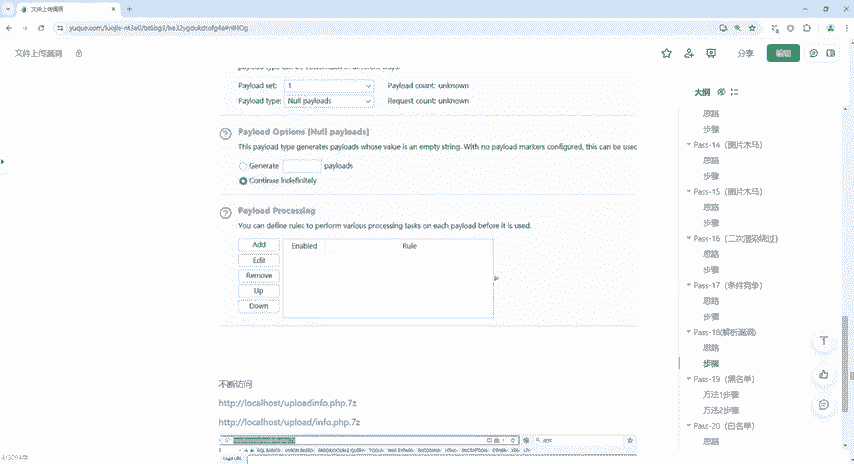 文件上传漏洞
文件上传漏洞
分享
payload type can be customized in different ways.
Payload set: 1 Payload count: unknown
Payload type: Null payloads Request count: unknown
Payload Options [Null payloads]
This payload type generates payloads whose value is an empty string. With no payload markers configured, this can be used
Generate payloads
Continue indefinitely
Payload Processing
You can define rules to perform various processing tasks on each payload before it is used.
Add Enabled Rule
Edit
Remove
Up
Down
不断访问
http://localhost/uploadinfo.php.7z
http://localhost/upload/info.php.7z
大纲
思路
步骤
Pass-14（图片木马）
思路
步骤
Pass-15（图片木马）
思路
步骤
Pass-16（二次渲染绕过）
思路
步骤
Pass-17（条件竞争）
思路
步骤
Pass-18(解析漏洞)
思路
步骤
Pass-19（黑名单）
方法1步骤
方法2步骤
Pass-20（白名单）
思路